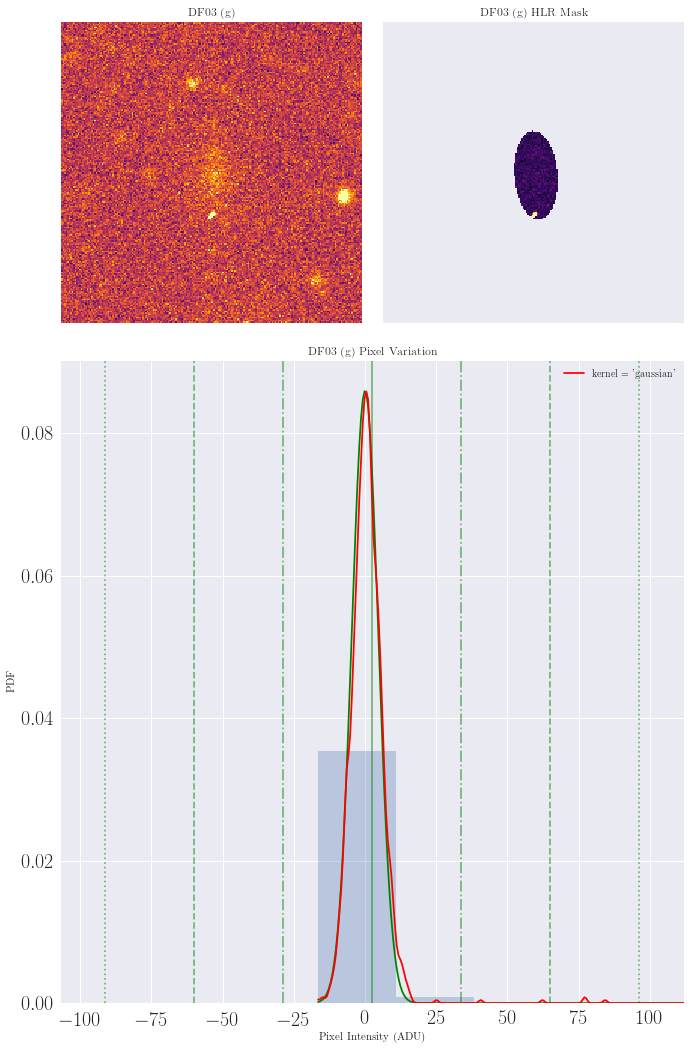 DF03 (g)
DF03 (g) HLR Mask
DF03 (g) Pixel Variation
kernel = 'gaussian'
0.08
0.06
0.04
0.02
0.00
PDF
−100 −75 −50 −25 0 25 50 75 100
Pixel Intensity (ADU)